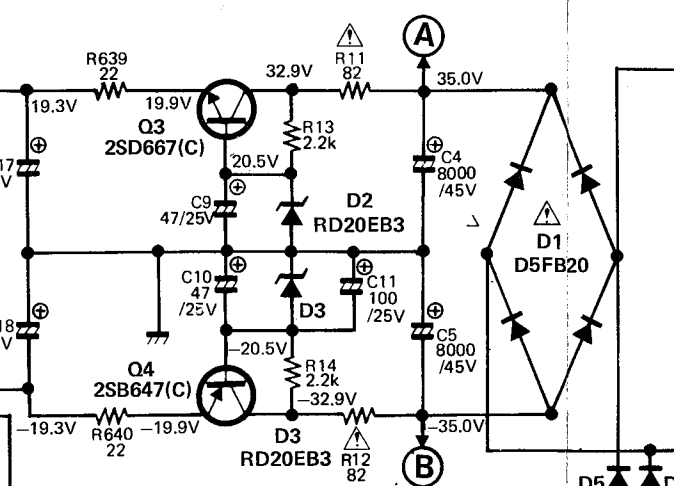 A
R639
22
R11
82
32.9V
35.0V
19.3V
19.9V
Q3
2SD667(C)
R13
2.2k
20.5V
C4
8000
/45V
C9
47/25V
D2
RD20EB3
D1
D5FB20
C10
47
/25V
C11
100
/25V
D3
C5
8000
/45V
−20.5V
Q4
2SB647(C)
R14
2.2k
−32.9V
−19.3V
−19.9V
−35.0V
R640
22
D3
RD20EB3
R12
82
B
D5